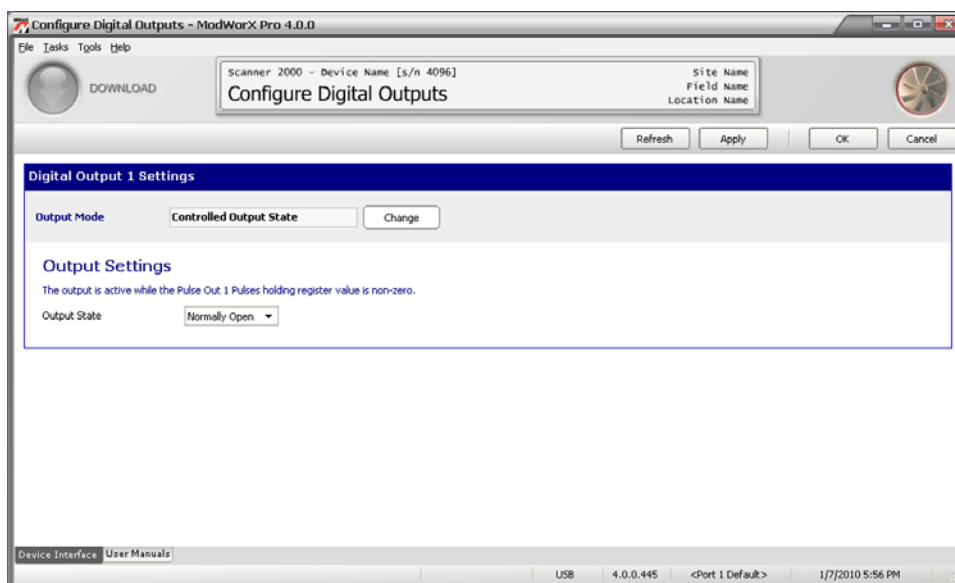 Configure Digital Outputs - ModWorX Pro 4.0.0
File Tasks Tools Help
DOWNLOAD
Scanner 2000 - Device Name [s/n 4096]
Configure Digital Outputs
Site Name
Field Name
Location Name
Refresh Apply OK Cancel
Digital Output 1 Settings
Output Mode Controlled Output State Change
Output Settings
The output is active while the Pulse Out 1 Pulses holding register value is non-zero.
Output State Normally Open
Device Interface User Manuals
USB 4.0.0.445 <Port 1 Default> 1/7/2010 5:56 PM